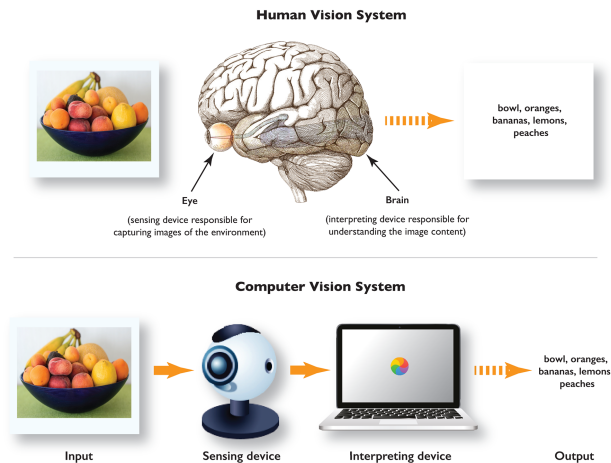 Human Vision System
bowl, oranges,
bananas, lemons,
peaches
Eye
(sensing device responsible for
capturing images of the environment)
Brain
(interpreting device responsible for
understanding the image content)
Computer Vision System
bowl, oranges,
bananas, lemons
peaches
Input
Sensing device
Interpreting device
Output